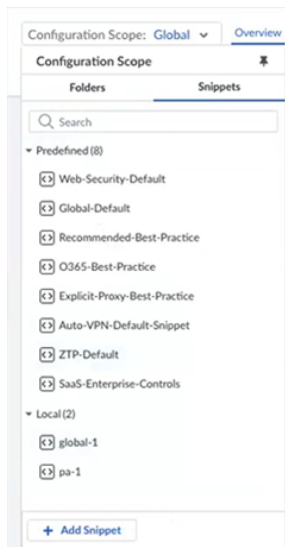 Configuration Scope: Global Overview
Configuration Scope
Folders Snippets
Search
Predefined (8)
Web-Security-Default
Global-Default
Recommended-Best-Practice
O365-Best-Practice
Explicit-Proxy-Best-Practice
Auto-VPN-Default-Snippet
ZTP-Default
SaaS-Enterprise-Controls
Local (2)
global-1
pa-1
+ Add Snippet